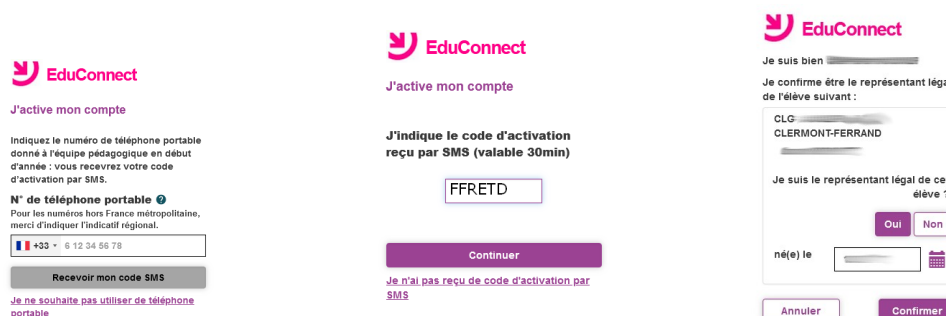 EduConnect
J'active mon compte
Indiquez le numéro de téléphone portable
donné à l'équipe pédagogique en début
d'année : vous recevrez votre code
d'activation par SMS.
N° de téléphone portable ?
Pour les numéros hors France métropolitaine,
merci d'indiquer l'indicatif régional.
+33 6 12 34 56 78
Recevoir mon code SMS
Je ne souhaite pas utiliser de téléphone
portable
EduConnect
J'active mon compte
J'indique le code d'activation
reçu par SMS (valable 30min)
FFRETD
Continuer
Je n'ai pas reçu de code d'activation par
SMS
EduConnect
Je suis bien
Je confirme être le représentant léga
de l'élève suivant :
CLG
CLERMONT-FERRAND
Je suis le représentant légal de ce
élève ?
Oui Non
né(e) le
Annuler Confirmer